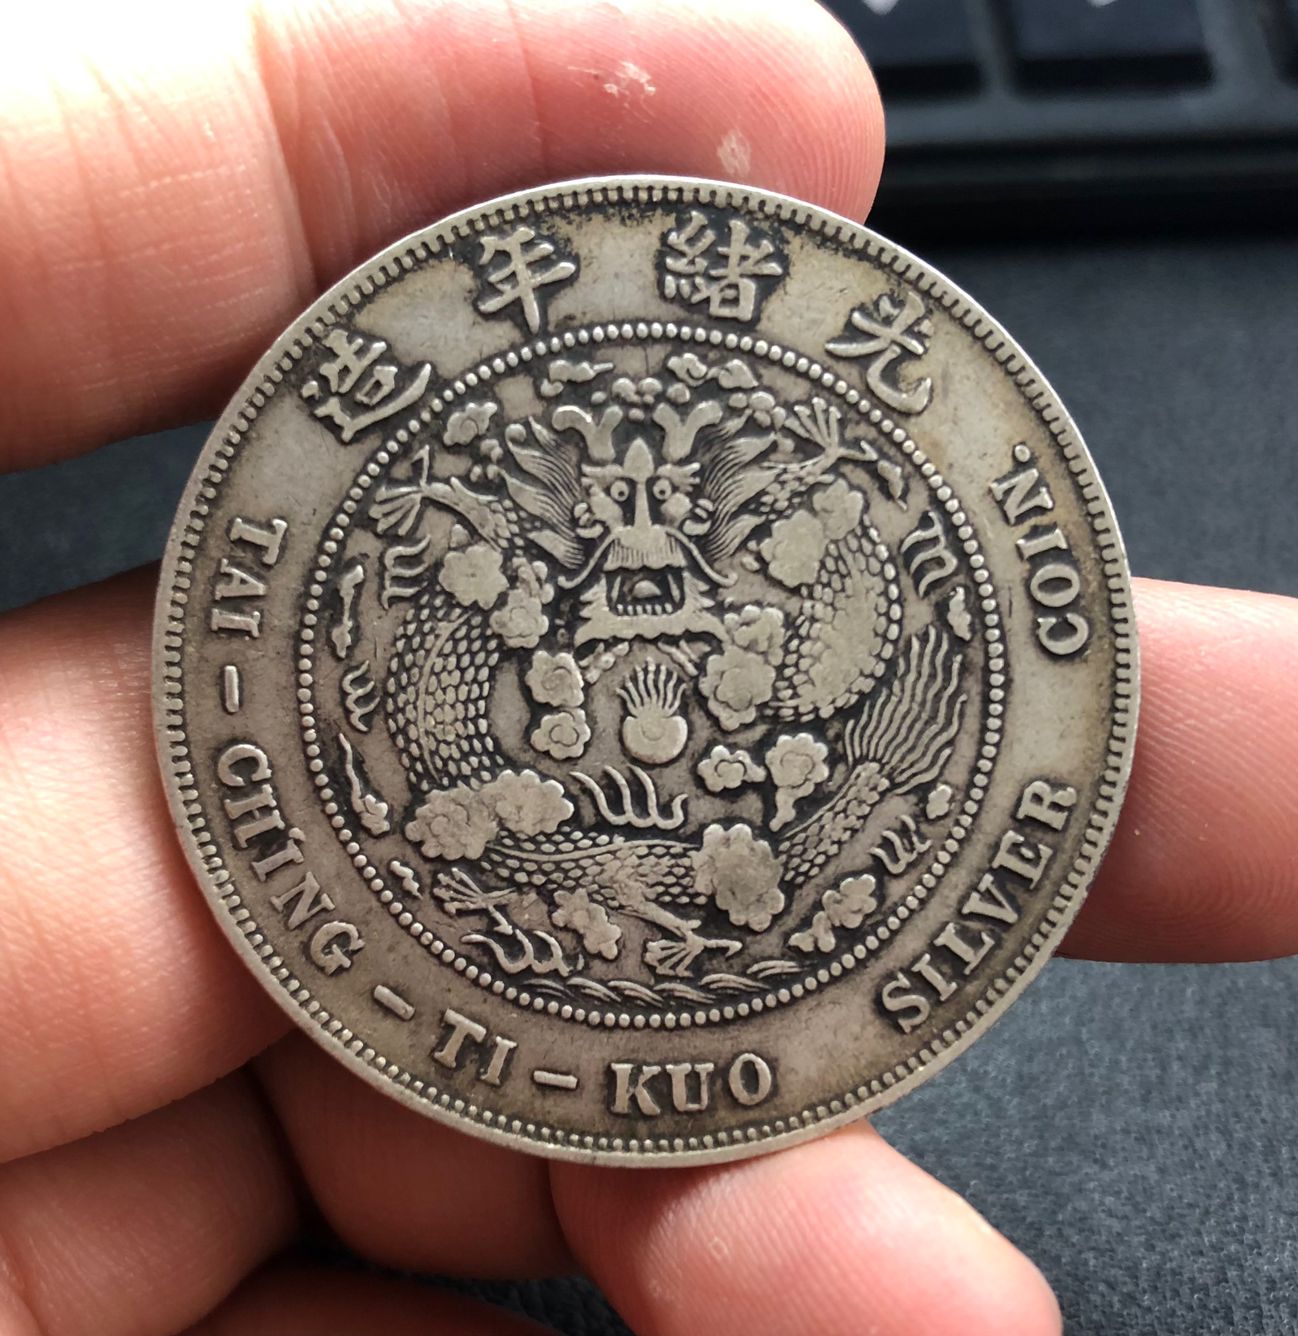 光緒年造
TAI-CHING-TI-KUO SILVER COIN.